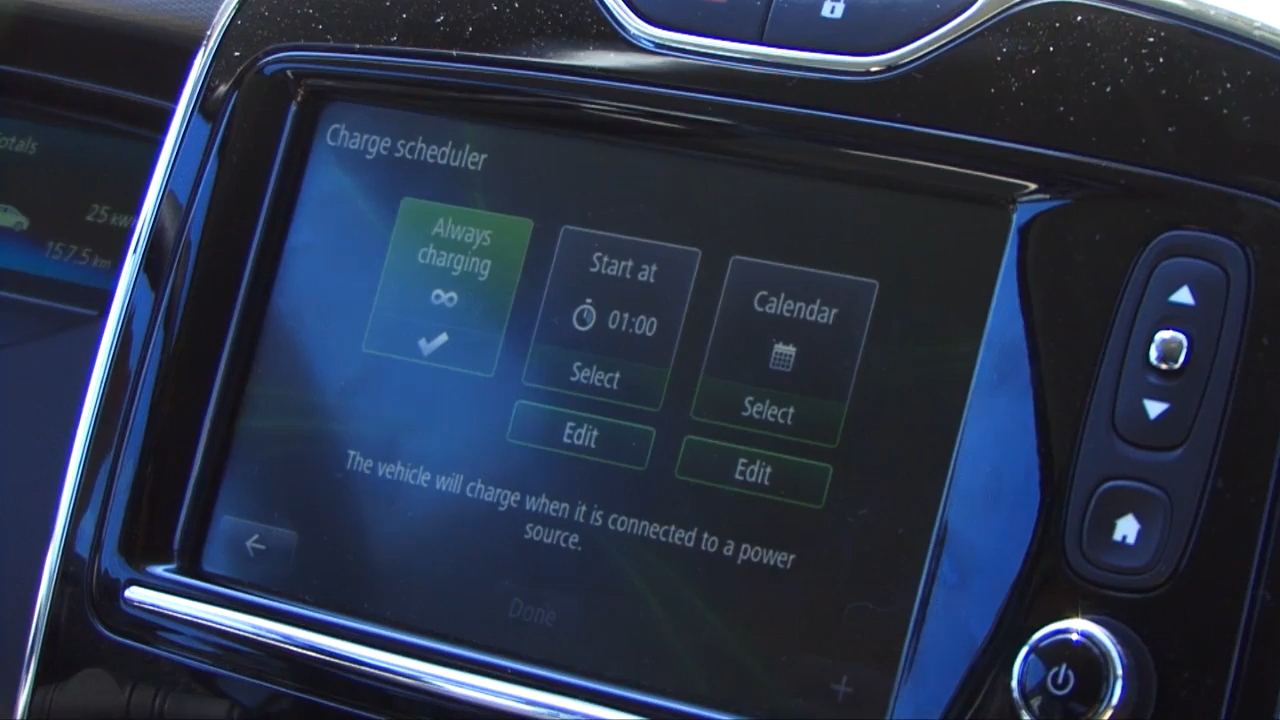 otals
25 kW
157.5 km
Charge scheduler
Always
charging
Start at
01:00
Select
Edit
Calendar
Select
Edit
The vehicle will charge when it is connected to a power
source.
Done